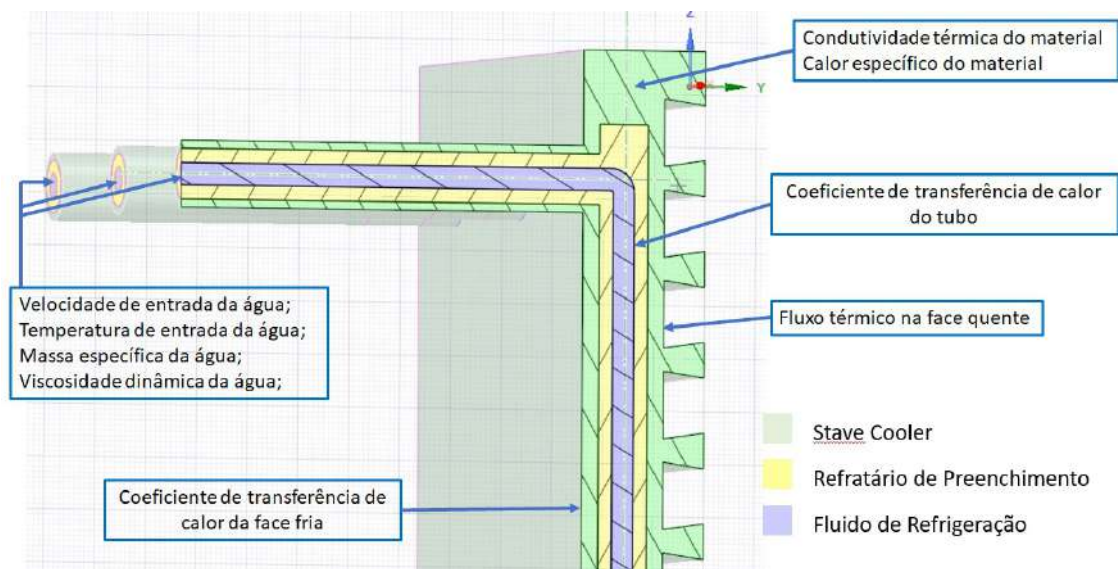 Z
Y
Condutividade térmica do material
Calor específico do material
Coeficiente de transferência de calor
do tubo
Velocidade de entrada da água;
Temperatura de entrada da água;
Massa específica da água;
Viscosidade dinâmica da água;
Fluxo térmico na face quente
Coeficiente de transferência de
calor da face fria
Stave Cooler
Refratário de Preenchimento
Fluido de Refrigeração